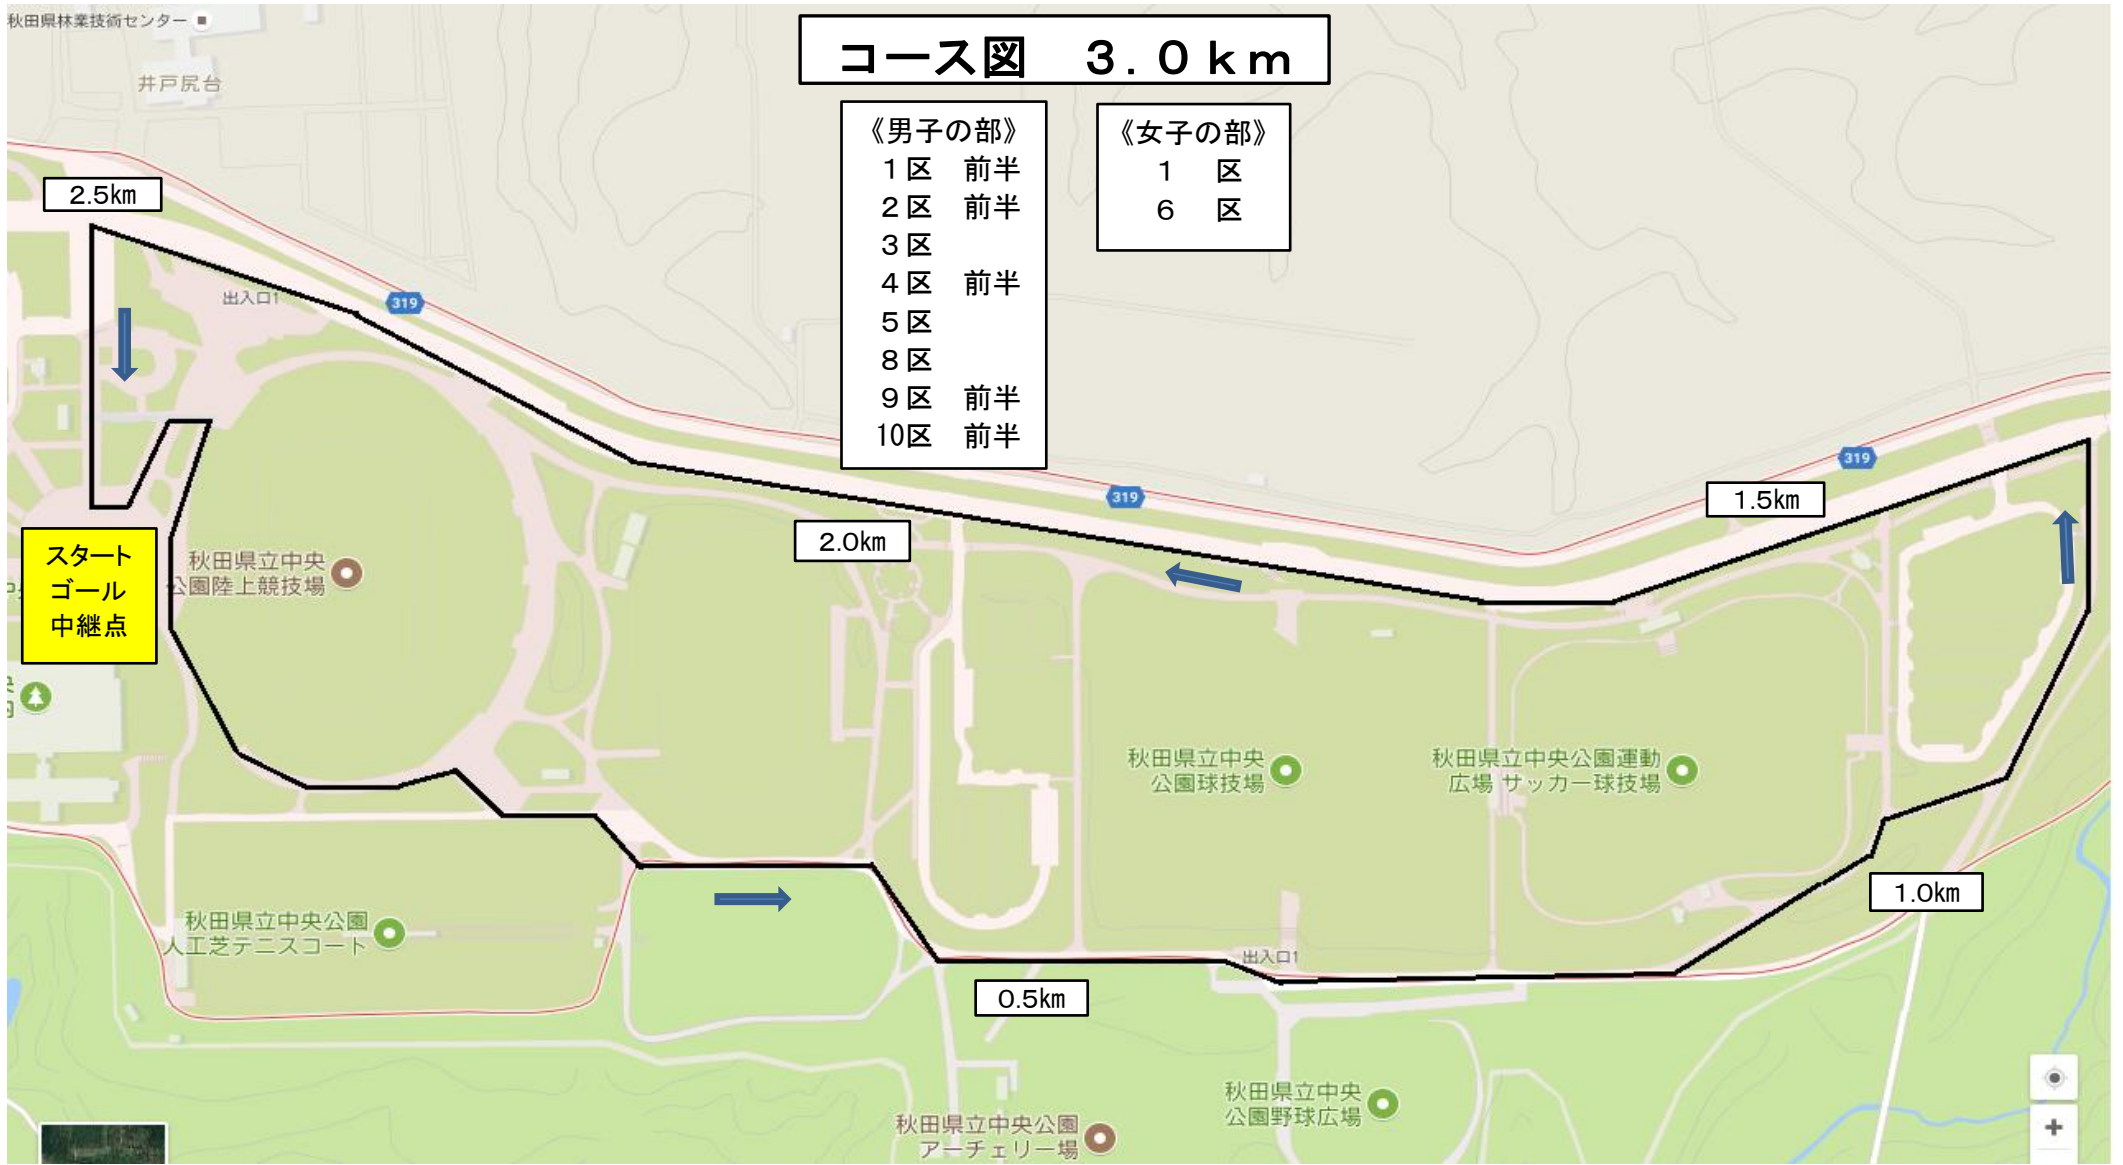 秋田県林業技術センター
井戸尻台
コース図　３．０ｋｍ
《男子の部》
１区　前半
２区　前半
３区
４区　前半
５区
８区
９区　前半
10区　前半
《女子の部》
１　区
６　区
2.5㎞
出入口1
319
319
319
1.5㎞
2.0㎞
スタート
ゴール
中継点
秋田県立中央
公園陸上競技場
秋田県立中央
公園球技場
秋田県立中央公園運動
広場 サッカー球技場
1.0㎞
秋田県立中央公園
人工芝テニスコート
出入口1
0.5㎞
秋田県立中央
公園野球広場
秋田県立中央公園
アーチェリー場